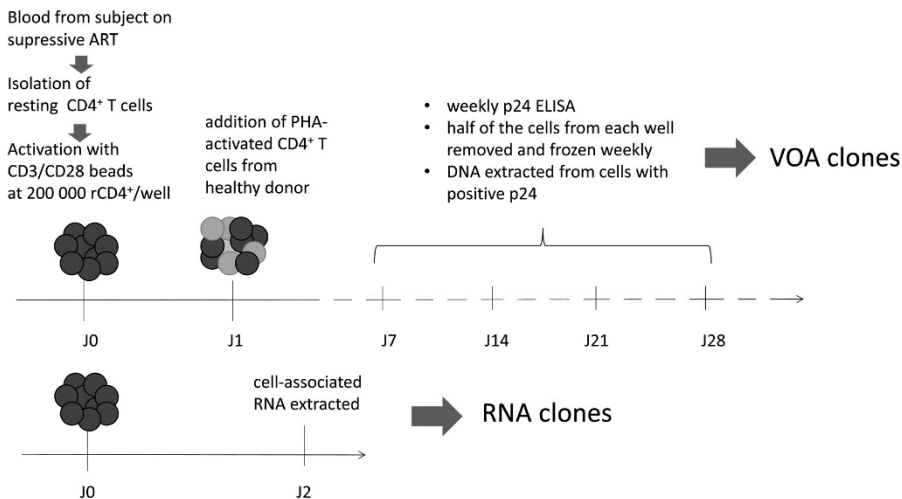 Blood from subject on
supressive ART
Isolation of
resting CD4⁺ T cells
Activation with
CD3/CD28 beads
at 200 000 rCD4⁺/well
addition of PHA-
activated CD4⁺ T
cells from
healthy donor
• weekly p24 ELISA
• half of the cells from each well
removed and frozen weekly
• DNA extracted from cells with
positive p24
VOA clones
J0
J1
J7
J14
J21
J28
cell-associated
RNA extracted
RNA clones
J0
J2